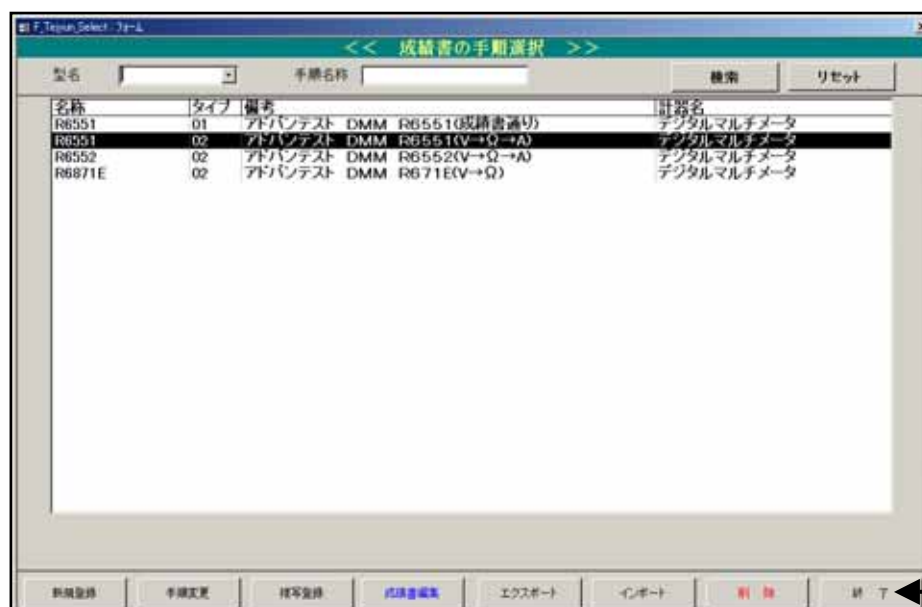 F_Tejyun_Select : フォーム
<< 成績書の手順選択 >>
型名 手順名称 検索 リセット
名称 タイプ 備考 計器名
R6551 01 アドバンテスト DMM R6551(成績書通り) デジタルマルチメータ
R6551 02 アドバンテスト DMM R6551(V→Ω→A) デジタルマルチメータ
R6552 02 アドバンテスト DMM R6552(V→Ω→A) デジタルマルチメータ
R6871E 02 アドバンテスト DMM R671E(V→Ω) デジタルマルチメータ
新規登録 手順変更 複写登録 成績書編集 エクスポート インポート 削 除 終 了